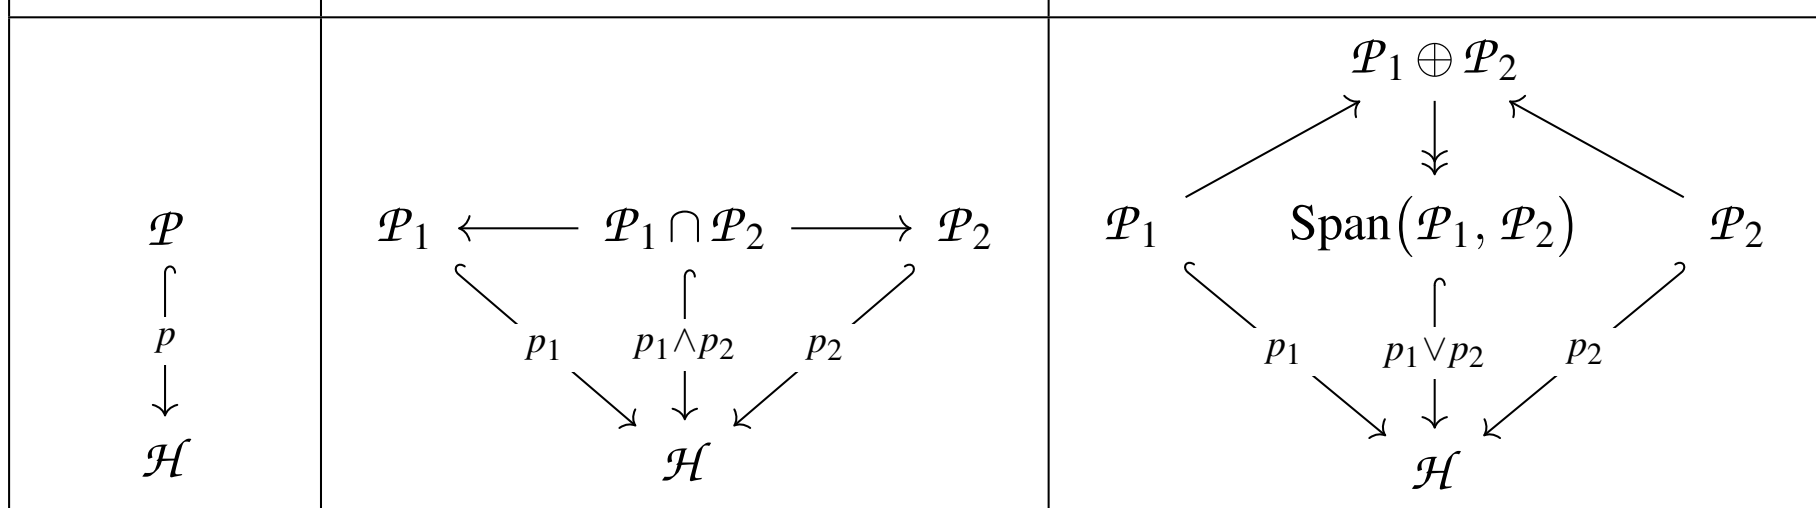 𝒫₁ ⊕ 𝒫₂
𝒫
𝒫₁ ← 𝒫₁ ∩ 𝒫₂ → 𝒫₂
𝒫₁ Span(𝒫₁, 𝒫₂) 𝒫₂
p
p₁ p₁∧p₂ p₂
p₁ p₁∨p₂ p₂
ℋ
ℋ
ℋ